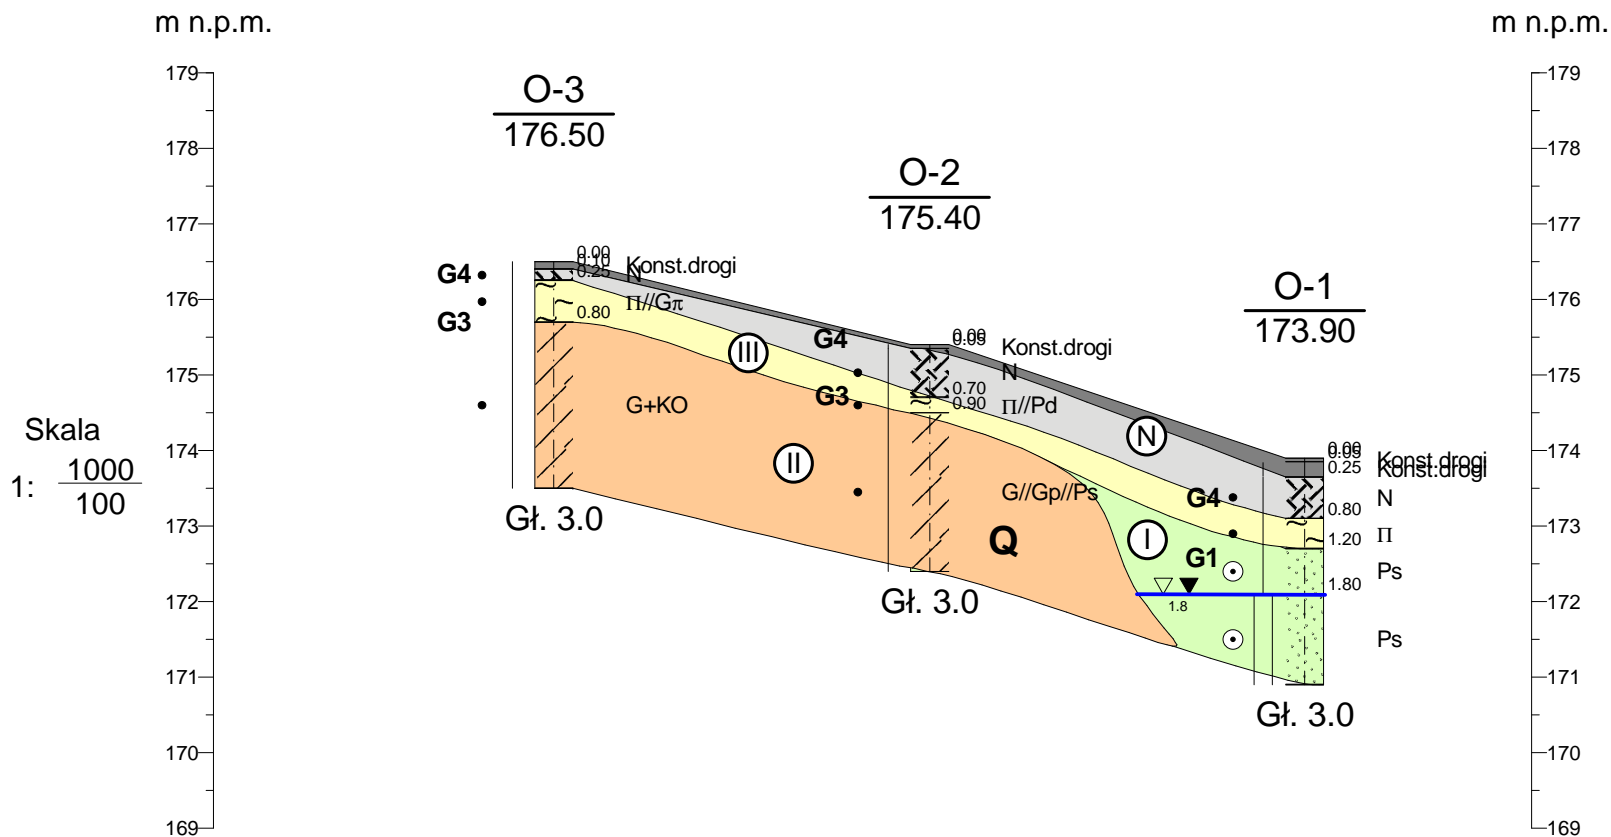 m n.p.m.
m n.p.m.
179
179
O-3
176.50
178
178
O-2
175.40
177
177
0.00
0.10
Konst.drogi
0.25
N
G4
O-1
173.90
176
176
Π//Gπ
0.80
G3
G4
0.00
0.05
Konst.drogi
III
N
175
175
0.70
G3
0.90
Π//Pd
G+KO
Skala
1: 1000
100
N
174
174
0.00
0.05
Konst.drogi
0.25
Konst.drogi
II
G//Gp//Ps
G4
N
0.80
Gł. 3.0
173
173
Q
I
1.20
Π
G1
Ps
1.80
1.8
172
172
Gł. 3.0
Ps
171
171
Gł. 3.0
170
170
169
169